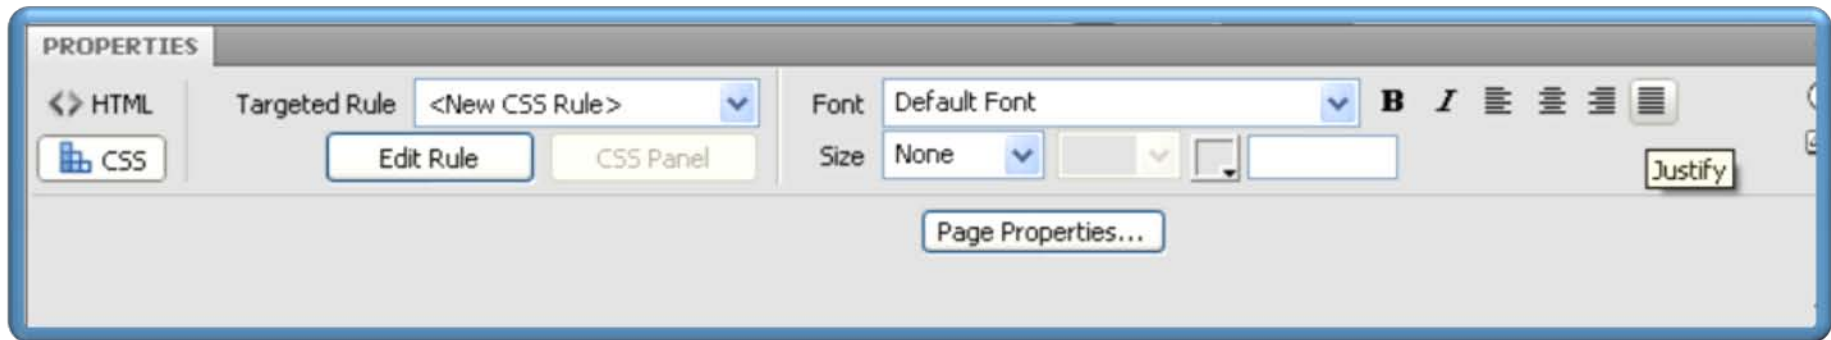 PROPERTIES
<> HTML Targeted Rule <New CSS Rule> Font Default Font B I
CSS Edit Rule CSS Panel Size None
Justify
Page Properties...